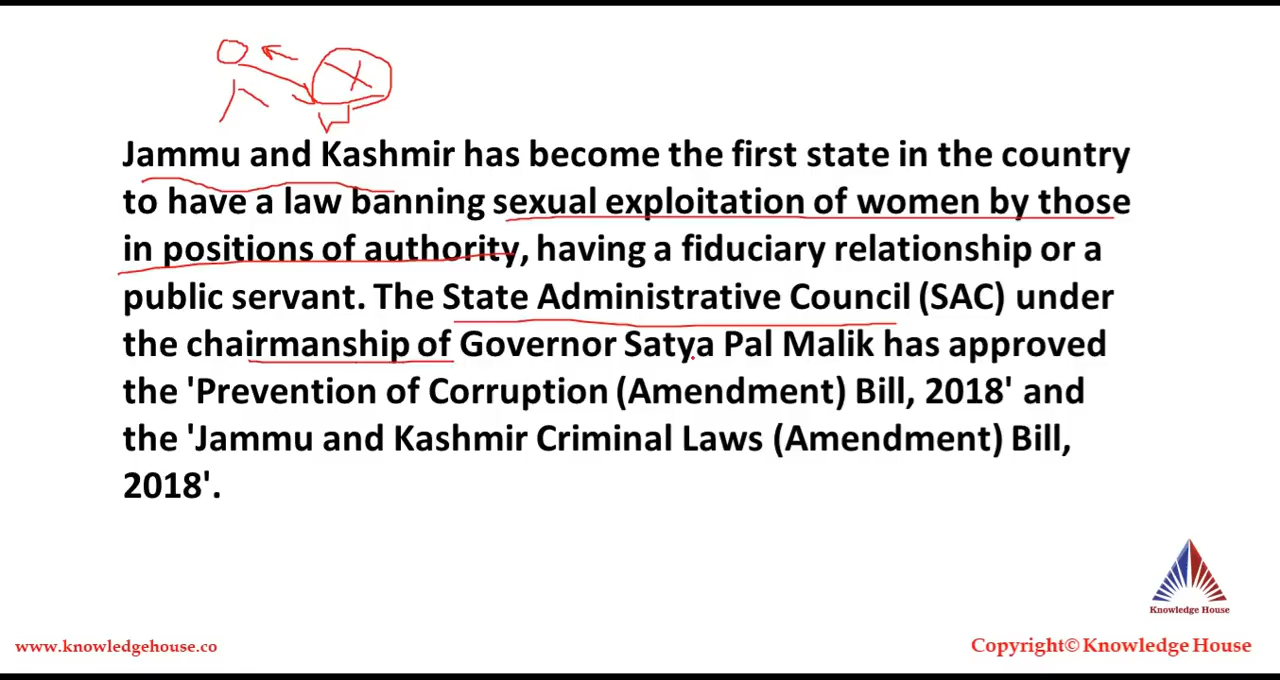 Jammu and Kashmir has become the first state in the country
to have a law banning sexual exploitation of women by those
in positions of authority, having a fiduciary relationship or a
public servant. The State Administrative Council (SAC) under
the chairmanship of Governor Satya Pal Malik has approved
the 'Prevention of Corruption (Amendment) Bill, 2018' and
the 'Jammu and Kashmir Criminal Laws (Amendment) Bill,
2018'.
Knowledge House
www.knowledgehouse.co
Copyright© Knowledge House